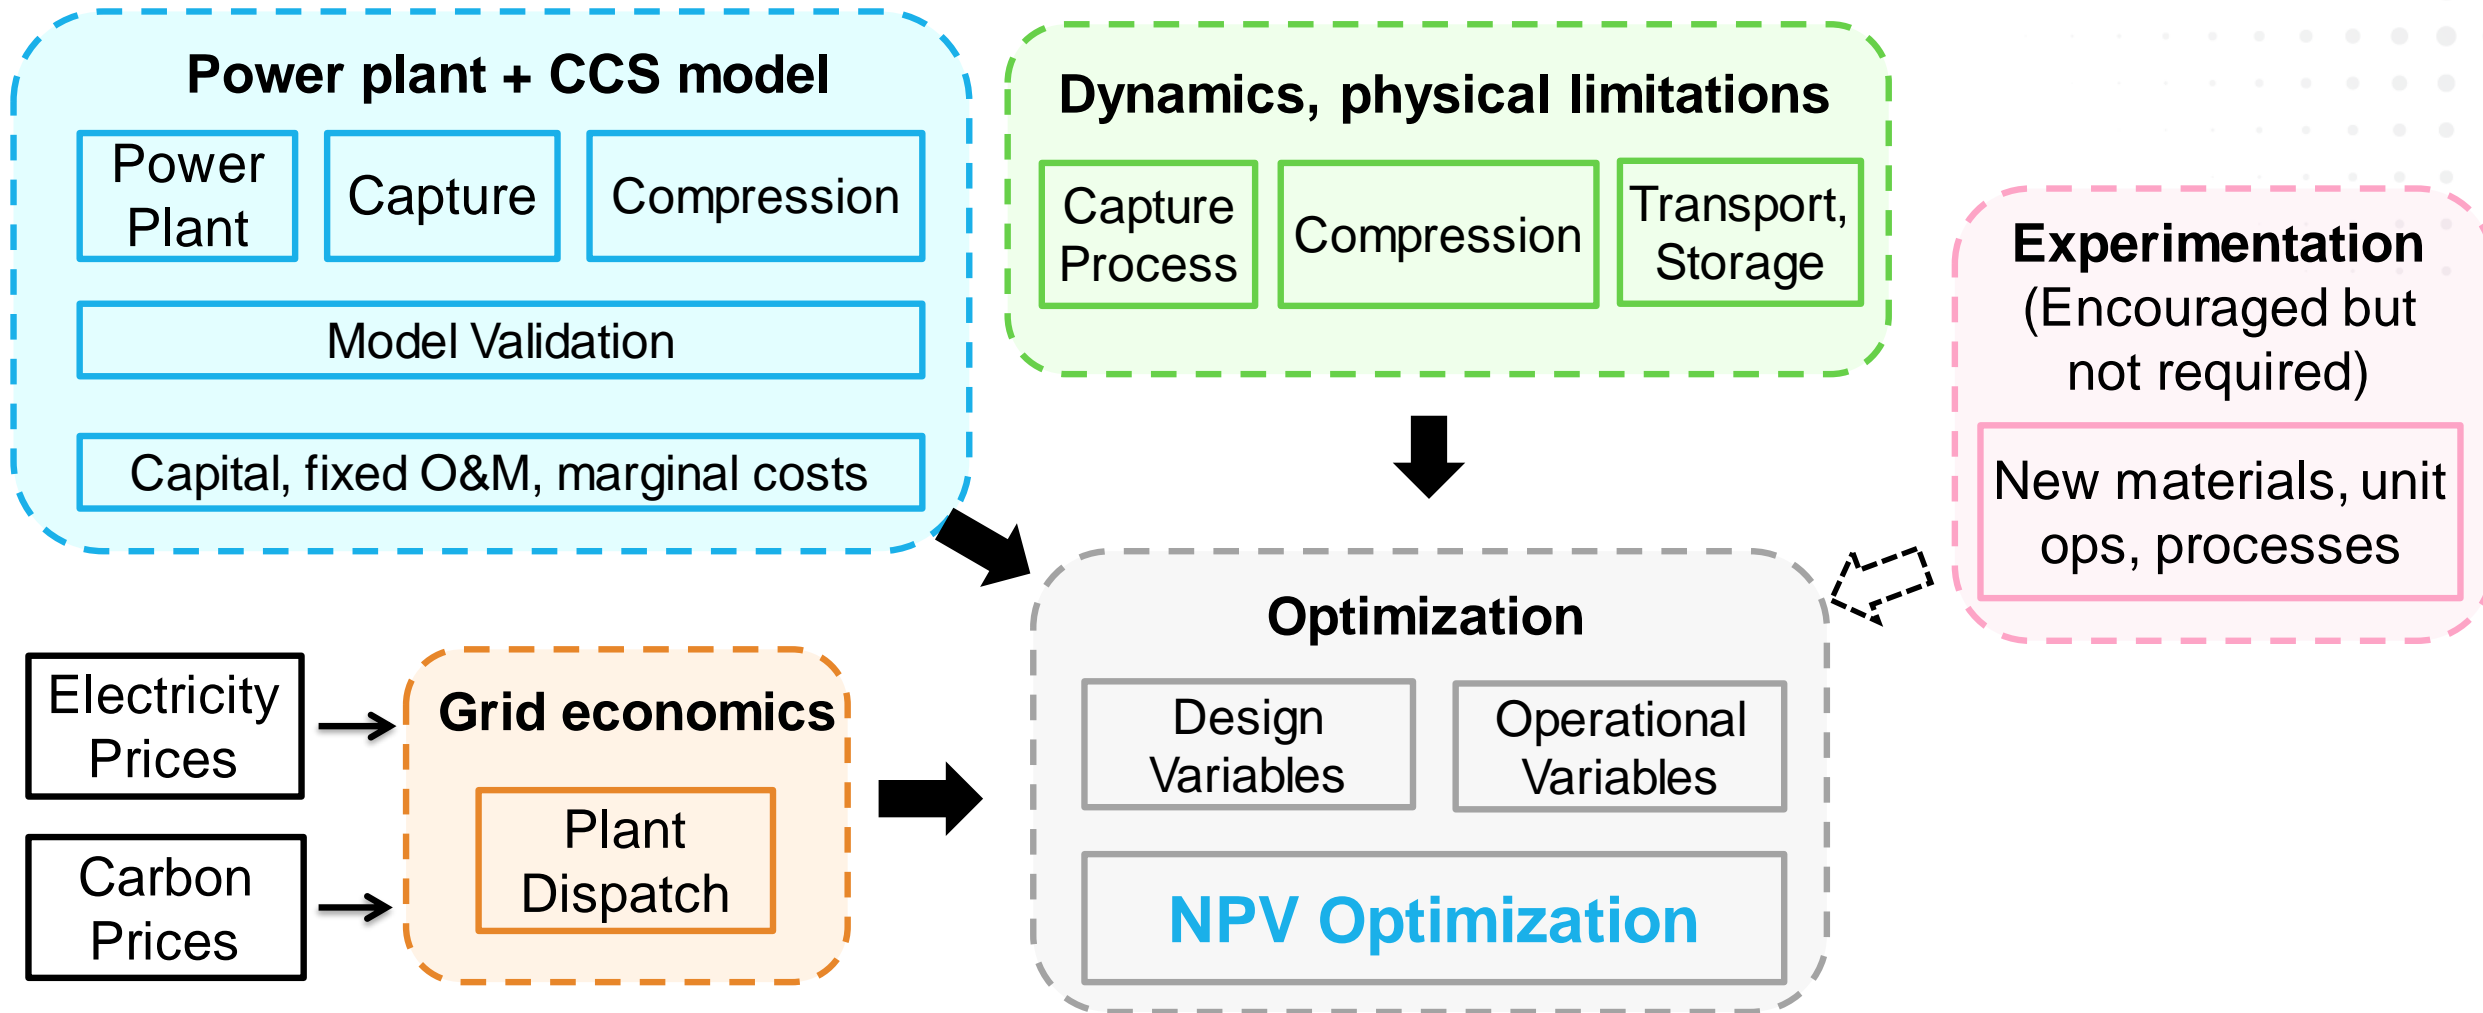 Power plant + CCS model
Power
Plant
Capture
Compression
Model Validation
Capital, fixed O&M, marginal costs
Dynamics, physical limitations
Capture
Process
Compression
Transport,
Storage
Experimentation
(Encouraged but
not required)
New materials, unit
ops, processes
Electricity
Prices
Carbon
Prices
Grid economics
Plant
Dispatch
Optimization
Design
Variables
Operational
Variables
NPV Optimization